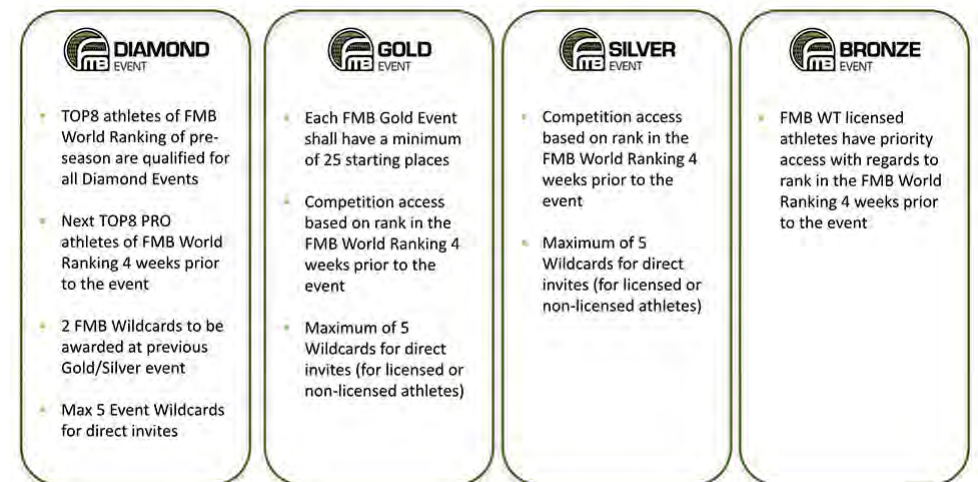 FMB DIAMOND
EVENT
TOP8 athletes of FMB
World Ranking of pre-
season are qualified for
all Diamond Events
Next TOP8 PRO
athletes of FMB World
Ranking 4 weeks prior
to the event
2 FMB Wildcards to be
awarded at previous
Gold/Silver event
Max 5 Event Wildcards
for direct invites
FMB GOLD
EVENT
Each FMB Gold Event
shall have a minimum
of 25 starting places
Competition access
based on rank in the
FMB World Ranking 4
weeks prior to the
event
Maximum of 5
Wildcards for direct
invites (for licensed or
non-licensed athletes)
FMB SILVER
EVENT
Competition access
based on rank in the
FMB World Ranking 4
weeks prior to the
event
Maximum of 5
Wildcards for direct
invites (for licensed or
non-licensed athletes)
FMB BRONZE
EVENT
FMB WT licensed
athletes have priority
access with regards to
rank in the FMB World
Ranking 4 weeks prior
to the event